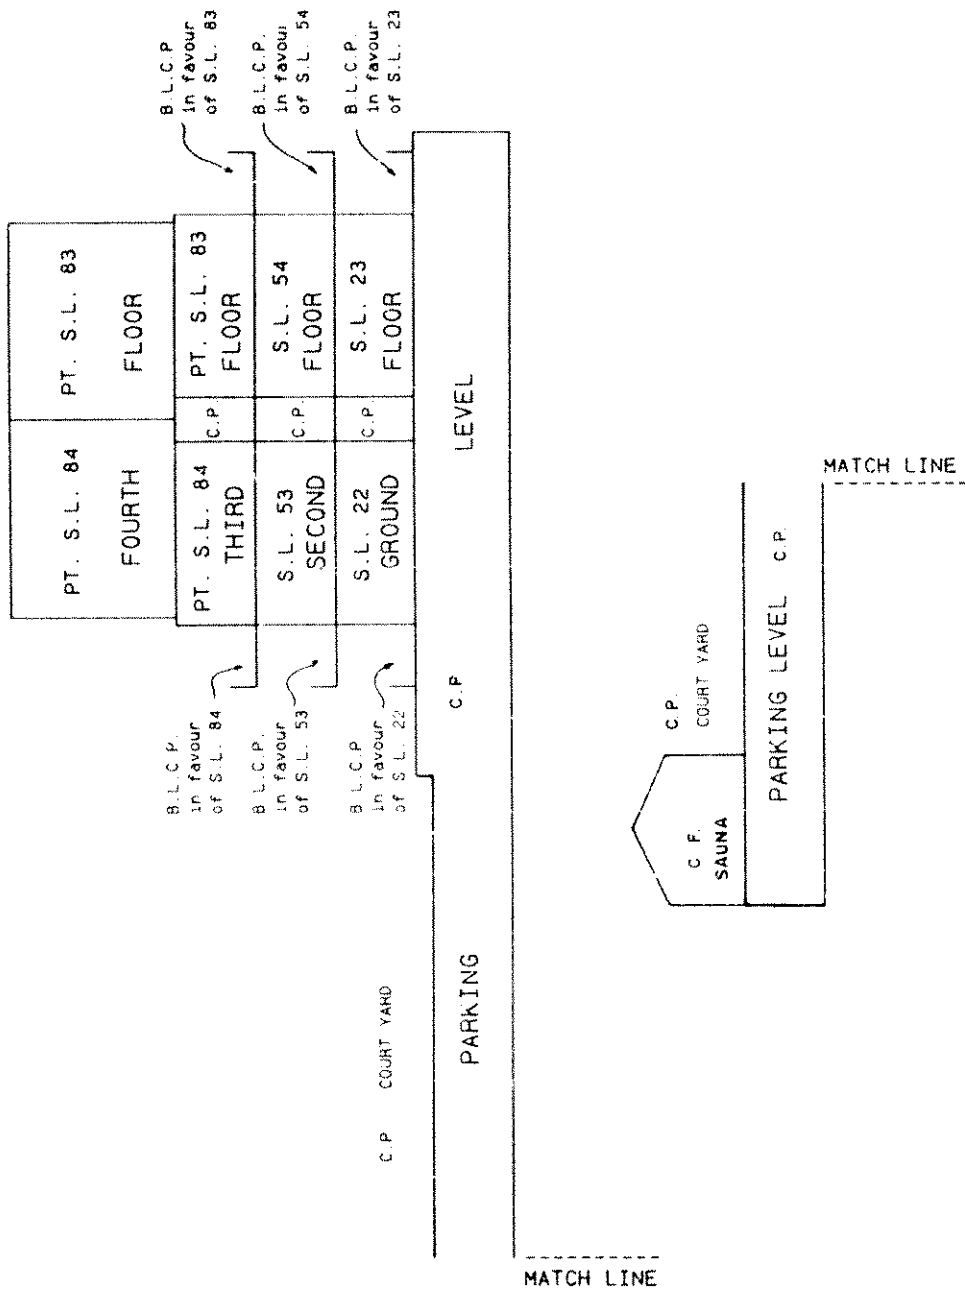 B.L.C.P
in favour
of S.L. 83
B.L.C.P.
in favour
of S.L. 54
B.L.C.P.
in favour
of S.L. 23
PT. S.L. 84
FOURTH
PT. S.L. 83
FLOOR
PT. S.L. 84
THIRD
C.P
PT. S.L. 83
FLOOR
S.L. 53
SECOND
C.P.
S.L. 54
FLOOR
S.L. 22
GROUND
C.P.
S.L. 23
FLOOR
B.L.C.P.
in favour
of S.L. 84
B.L.C.P.
in favour
of S.L. 53
B.L.C.P.
in favour
of S.L. 22
C.P COURT YARD
C.P
PARKING LEVEL
MATCH LINE
MATCH LINE
C.P.
COURT YARD
C P.
SAUNA
PARKING LEVEL C.P.